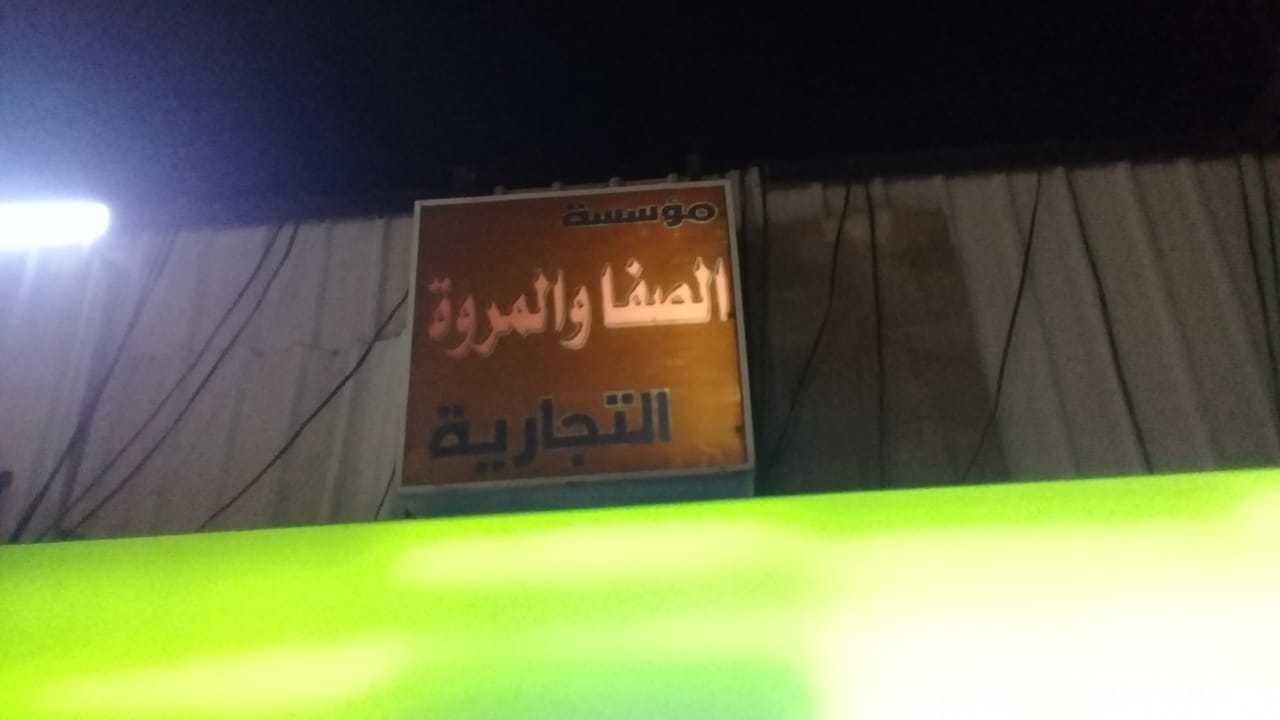 مؤسسة
الصفا والمروة
التجارية